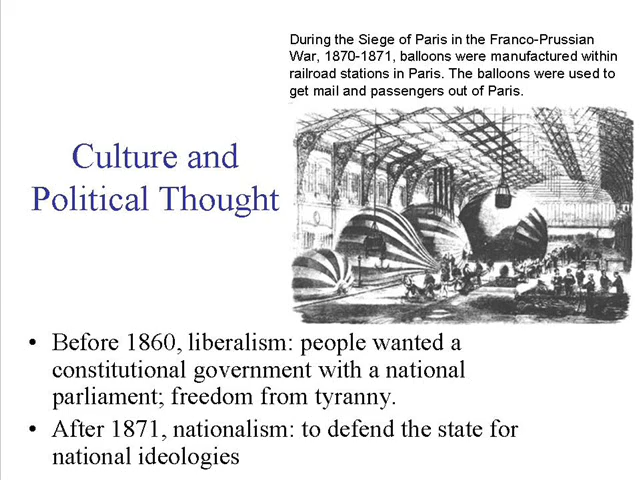 During the Siege of Paris in the Franco-Prussian
War, 1870-1871, balloons were manufactured within
railroad stations in Paris. The balloons were used to
get mail and passengers out of Paris.
Culture and
Political Thought
• Before 1860, liberalism: people wanted a
constitutional government with a national
parliament; freedom from tyranny.
• After 1871, nationalism: to defend the state for
national ideologies